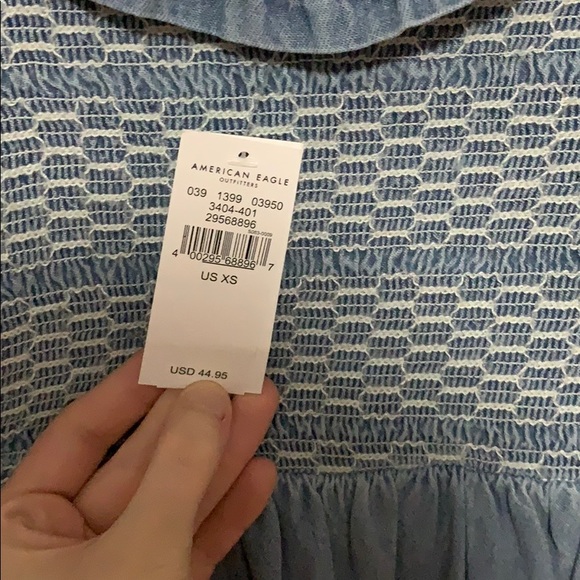 AMERICAN EAGLE
OUTFITTERS
039 1399 03950
3404-401
29568896
4 00295 68896 7
US XS
USD 44.95